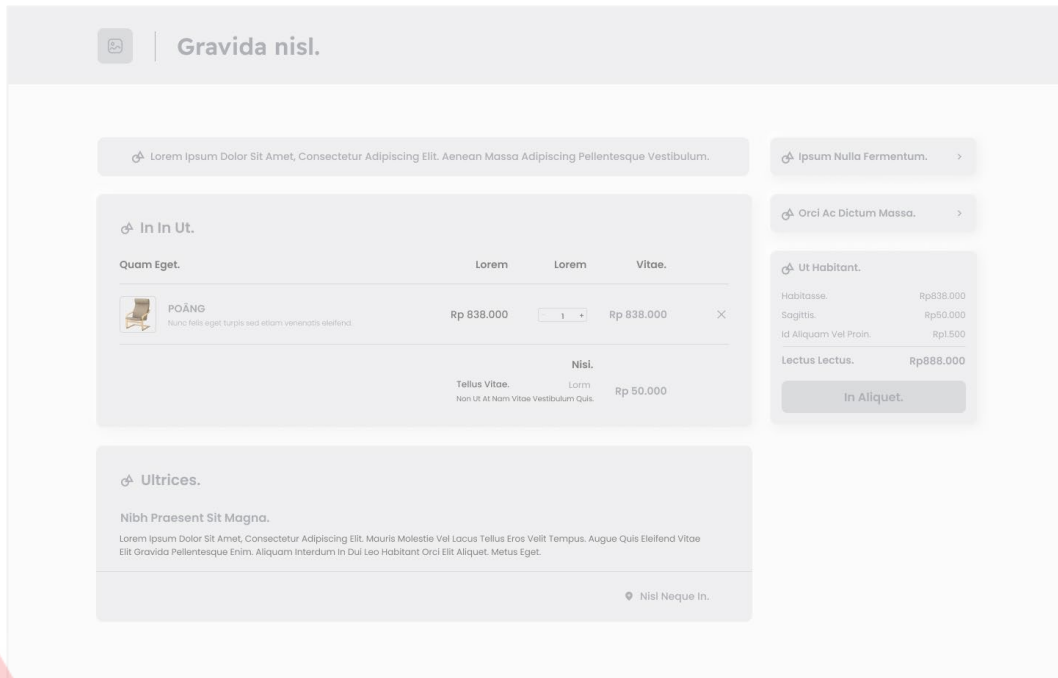 Gravida nisl.
Lorem Ipsum Dolor Sit Amet, Consectetur Adipiscing Elit. Aenean Massa Adipiscing Pellentesque Vestibulum.
In In Ut.
Quam Eget. Lorem Lorem Vitae.
POÄNG
Nunc felis eget turpis sed etiam venenatis eleifend.
Rp 838.000 - 1 + Rp 838.000
Nisi.
Tellus Vitae. Lorm
Non Ut At Nam Vitae Vestibulum Quis.
Rp 50.000
Ultrices.
Nibh Praesent Sit Magna.
Lorem Ipsum Dolor Sit Amet, Consectetur Adipiscing Elit. Mauris Molestie Vel Lacus Tellus Eros Velit Tempus. Augue Quis Eleifend Vitae
Elit Gravida Pellentesque Enim. Aliquam Interdum In Dui Leo Habitant Orci Elit Aliquet. Metus Eget.
Nisl Neque In.
Ipsum Nulla Fermentum.
Orci Ac Dictum Massa.
Ut Habitant.
Habitasse. Rp838.000
Sagittis. Rp50.000
Id Aliquam Vel Proin. Rp1.500
Lectus Lectus. Rp888.000
In Aliquet.